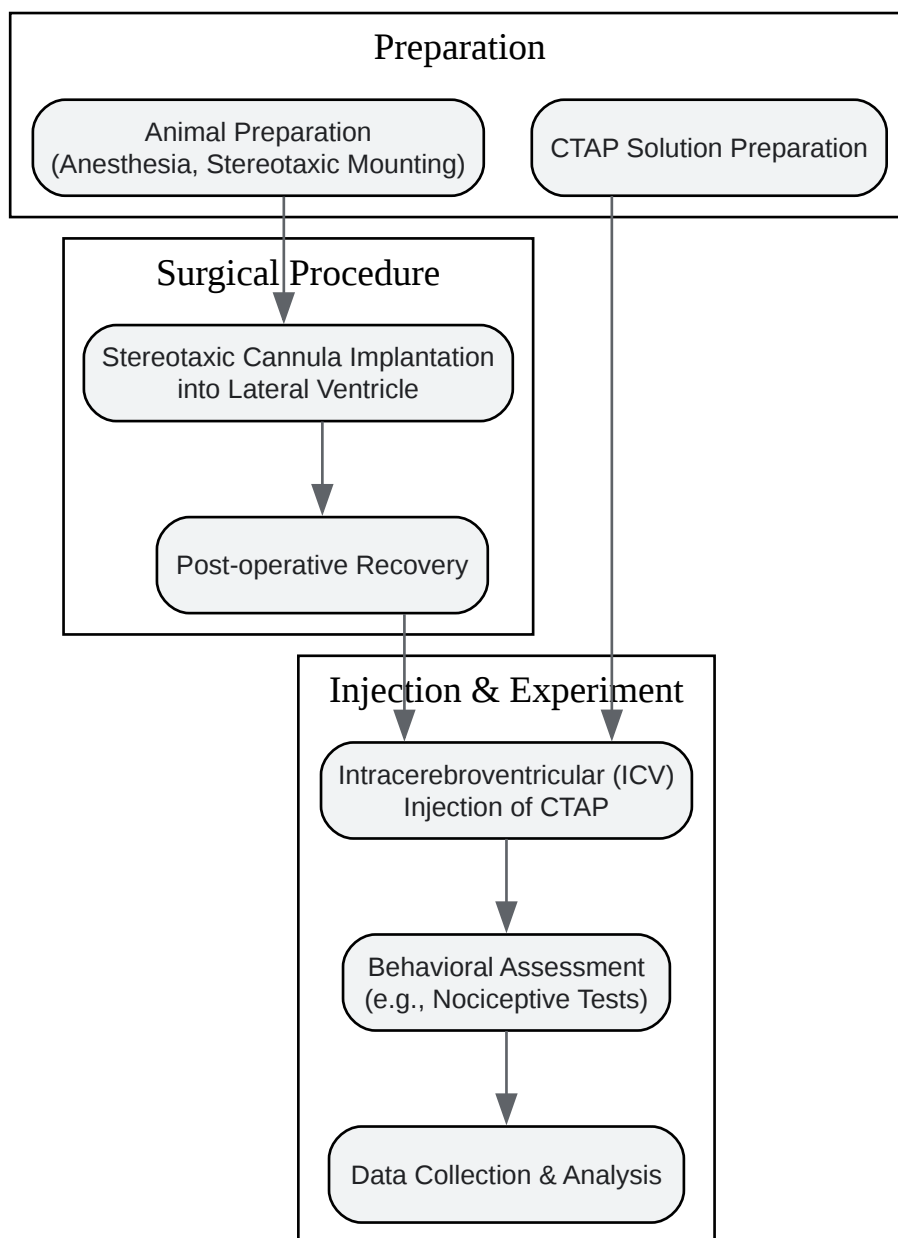 Preparation
Animal Preparation
(Anesthesia, Stereotaxic Mounting)
CTAP Solution Preparation
Surgical Procedure
Stereotaxic Cannula Implantation
into Lateral Ventricle
Post-operative Recovery
Injection & Experiment
Intracerebroventricular (ICV)
Injection of CTAP
Behavioral Assessment
(e.g., Nociceptive Tests)
Data Collection & Analysis